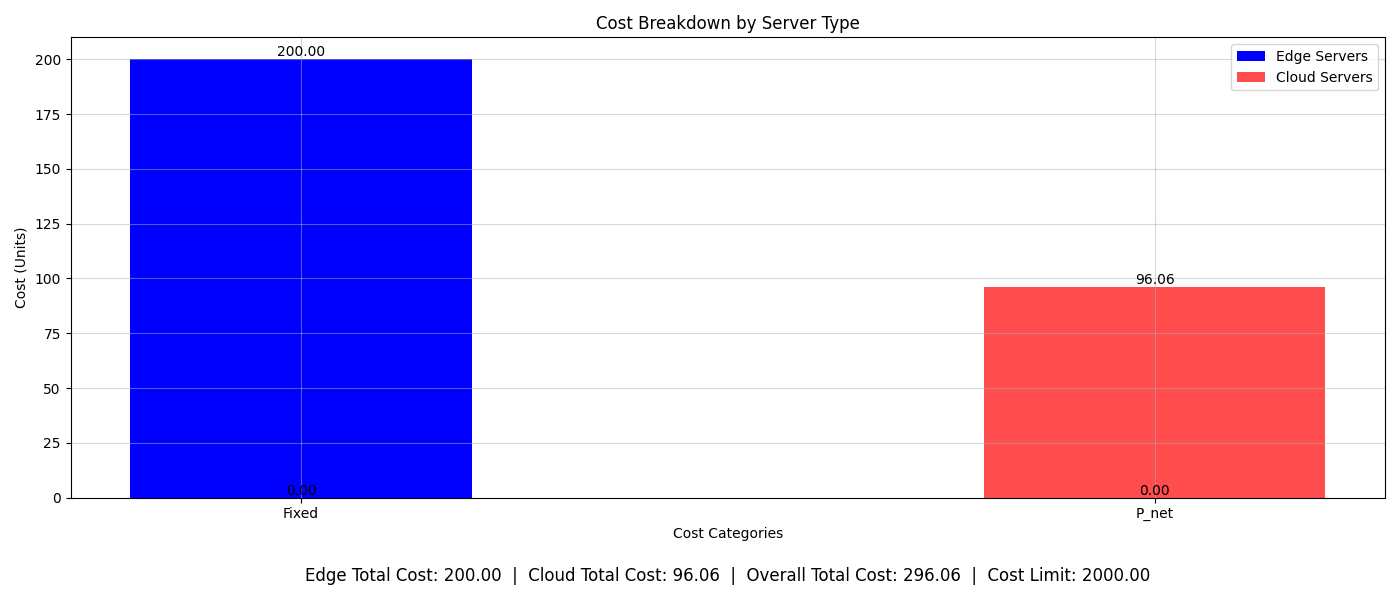 Cost Breakdown by Server Type
200.00
Edge Servers
Cloud Servers
200
175
150
125
100
75
50
25
0
Cost (Units)
96.06
0.00
0.00
Fixed
P_net
Cost Categories
Edge Total Cost: 200.00 | Cloud Total Cost: 96.06 | Overall Total Cost: 296.06 | Cost Limit: 2000.00